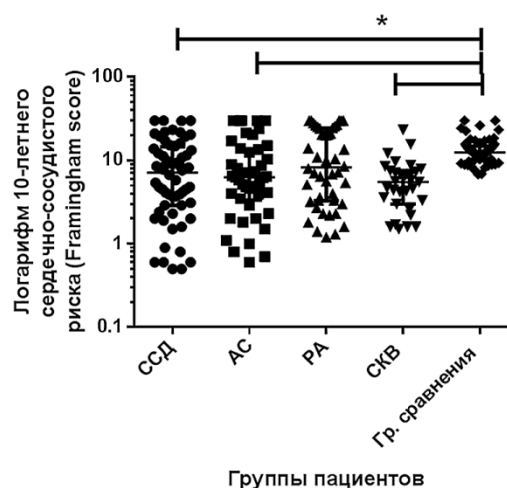 *
Логарифм 10-летнего
сердечно-сосудистого
риска (Framingham score)
100
10
1
0.1
ССД
АС
РА
СКВ
Гр. сравнения
Группы пациентов